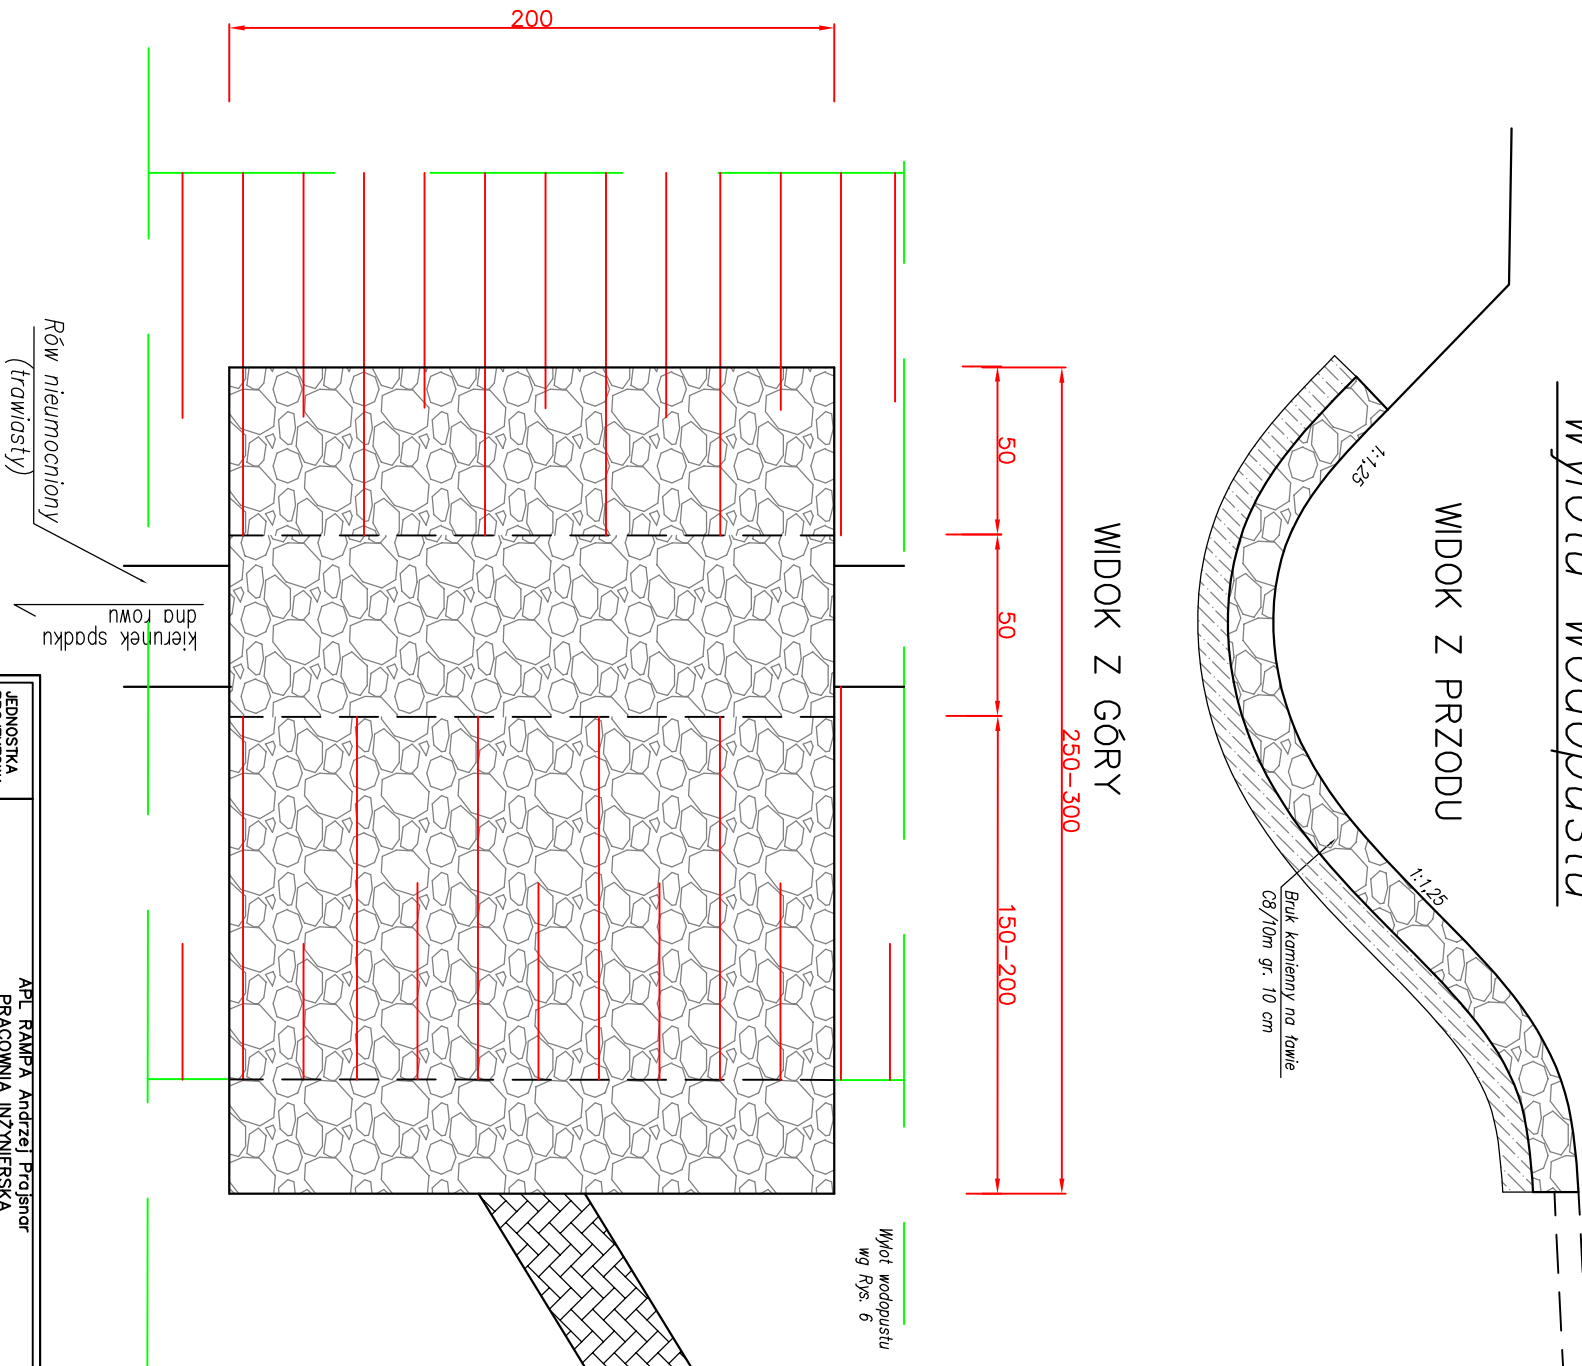 wylotu wodopustu
WIDOK Z PRZODU
1:1,25
1:1,25
Bruk kamienny na ławie
C8/10m gr. 10 cm
WIDOK Z GÓRY
250-300
50
50
150-200
200
Wylot wodopustu
wg Rys. 6
Rów nieumocniony
(trawiasty)
kierunek spadku
dna rowu
JEDNOSTKA
APL RAMPA Andrzej Prajsnar
PRACOWNIA INŻYNIERSKA